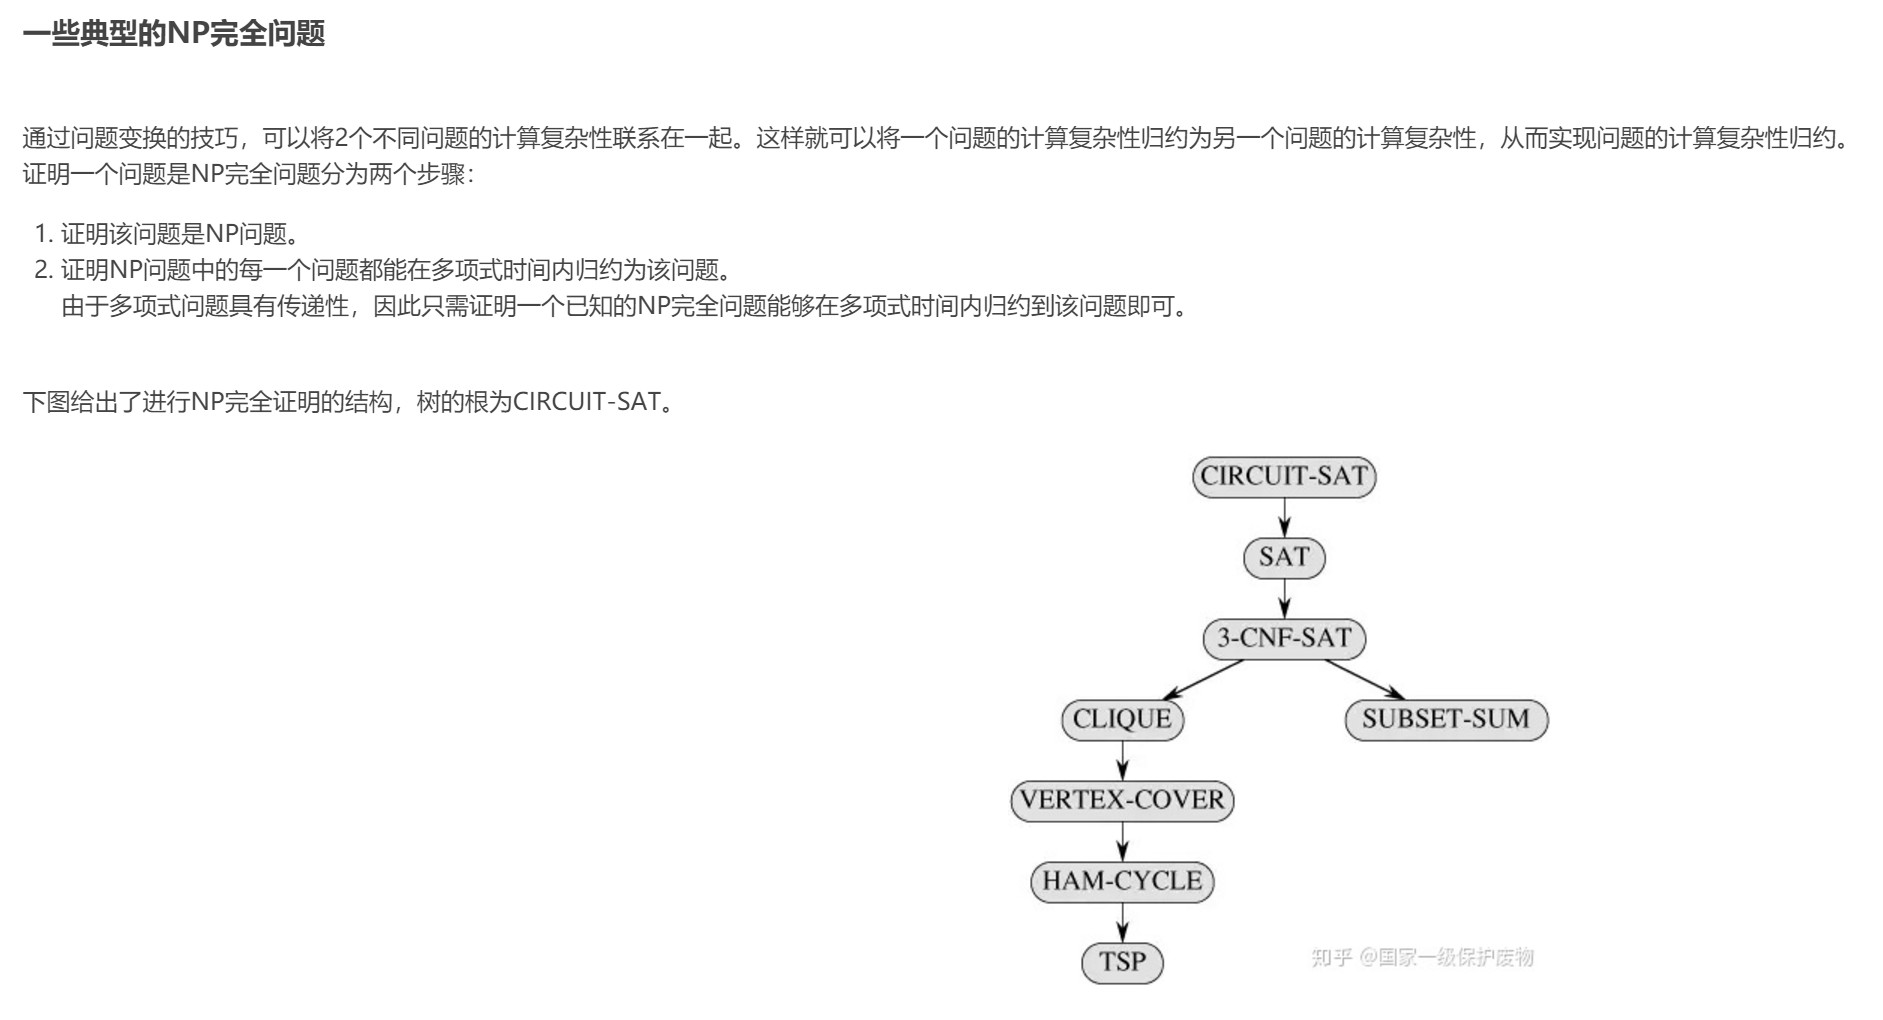 一些典型的NP完全问题
通过问题变换的技巧，可以将2个不同问题的计算复杂性联系在一起。这样就可以将一个问题的计算复杂性归约为另一个问题的计算复杂性，从而实现问题的计算复杂性归约。
证明一个问题是NP完全问题分为两个步骤：
1. 证明该问题是NP问题。
2. 证明NP问题中的每一个问题都能在多项式时间内归约为该问题。
由于多项式问题具有传递性，因此只需证明一个已知的NP完全问题能够在多项式时间内归约到该问题即可。
下图给出了进行NP完全证明的结构，树的根为CIRCUIT-SAT。
CIRCUIT-SAT
SAT
3-CNF-SAT
CLIQUE
SUBSET-SUM
VERTEX-COVER
HAM-CYCLE
TSP
知乎 @国家一级保护废物